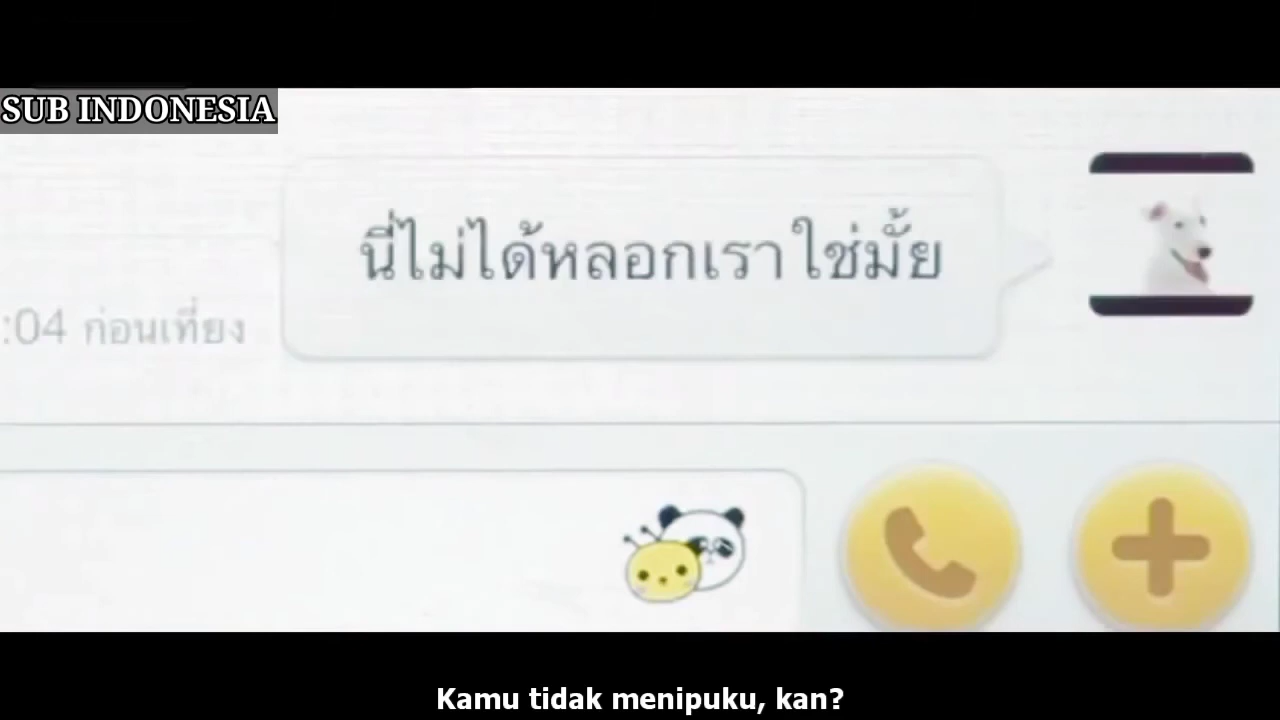 SUB INDONESIA
นี่ไม่ได้หลอกเราใช่มั้ย
:04 ก่อนเที่ยง
Kamu tidak menipuku, kan?